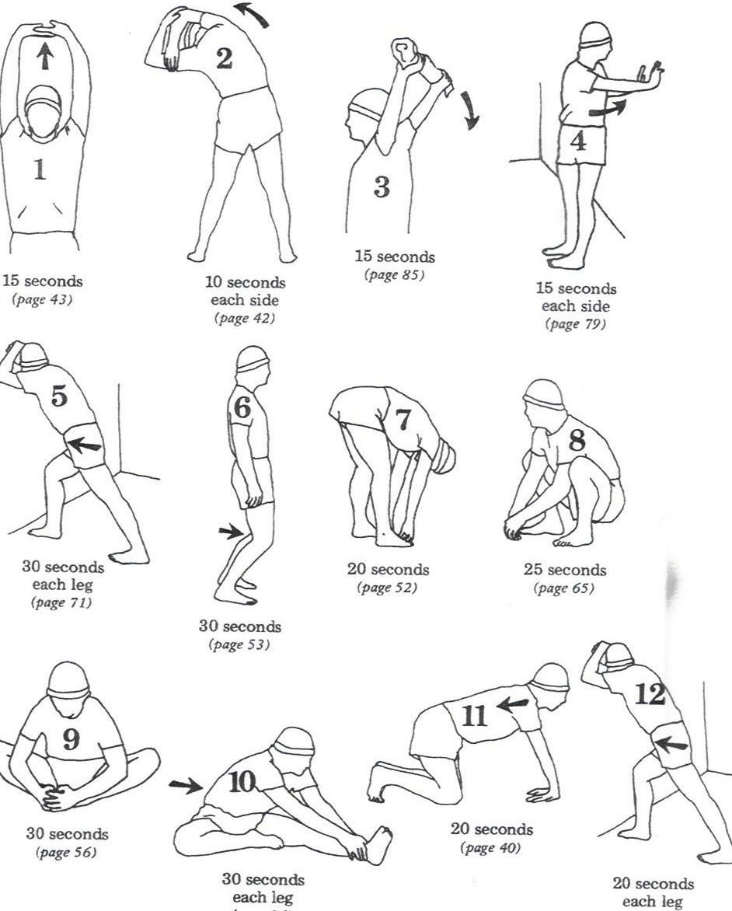 1
15 seconds
(page 43)
2
10 seconds
each side
(page 42)
3
15 seconds
(page 85)
4
15 seconds
each side
(page 79)
5
30 seconds
each leg
(page 71)
6
30 seconds
(page 53)
7
20 seconds
(page 52)
8
25 seconds
(page 65)
9
30 seconds
(page 56)
10
30 seconds
each leg
11
20 seconds
(page 40)
12
20 seconds
each leg